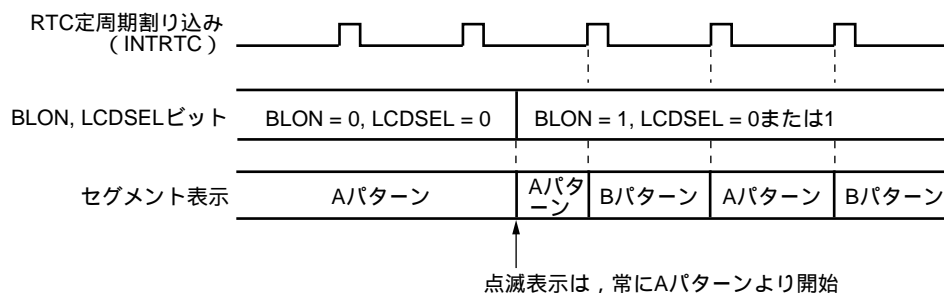 RTC定周期割り込み
（INTRTC）
BLON, LCDSELビット
BLON = 0, LCDSEL = 0
BLON = 1, LCDSEL = 0または1
セグメント表示
Aパターン
Aパタ
ーン
Bパターン
Aパターン
Bパターン
点滅表示は，常にAパターンより開始